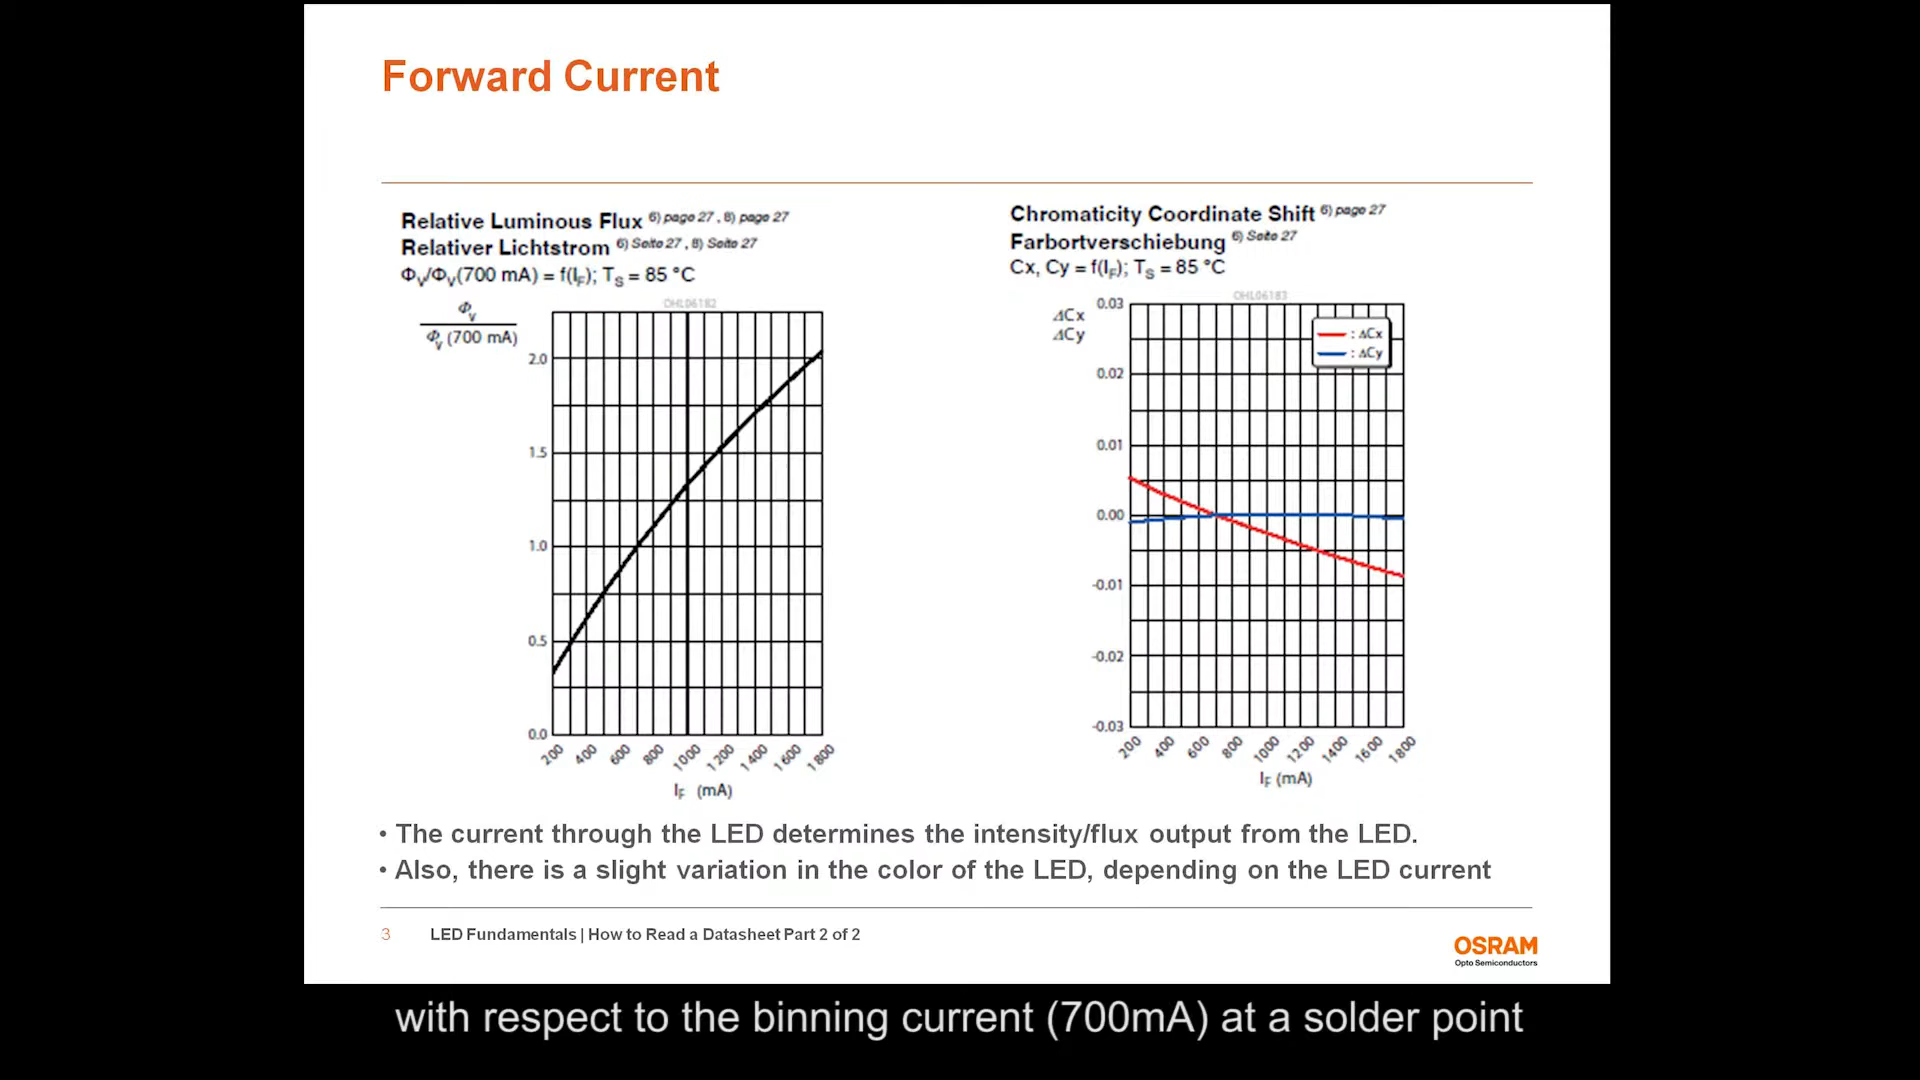 Forward Current
Relative Luminous Flux 6) page 27 , 8) page 27
Relativer Lichtstrom 6) Seite 27 , 8) Seite 27
ΦV/ΦV(700 mA) = f(IF); TS = 85 °C
OHL06182
ΦV
ΦV (700 mA)
2.0
1.5
1.0
0.5
0.0
200 400 600 800 1000 1200 1400 1600 1800
IF (mA)
Chromaticity Coordinate Shift 6) page 27
Farbortverschiebung 6) Seite 27
Cx, Cy = f(IF); TS = 85 °C
OHL06183
ΔCx
ΔCy
0.03
: ΔCx
: ΔCy
0.02
0.01
0.00
-0.01
-0.02
-0.03
200 400 600 800 1000 1200 1400 1600 1800
IF (mA)
• The current through the LED determines the intensity/flux output from the LED.
• Also, there is a slight variation in the color of the LED, depending on the LED current
3 LED Fundamentals | How to Read a Datasheet Part 2 of 2
OSRAM
Opto Semiconductors
with respect to the binning current (700mA) at a solder point